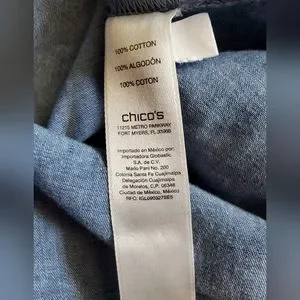 100% COTTON
100% ALGODÓN
100% COTON
chico's
11215 METRO PARKWAY
FORT MYERS, FL 33966
Importado en México por:
Importadora Globastic,
S.A. de C.V.
Mario Pani No. 200
Colonia Santa Fe Cuajimalpa
Delegación Cuajimalpa
de Morelos, C.P. 05348
Ciudad de México, México
RFC: